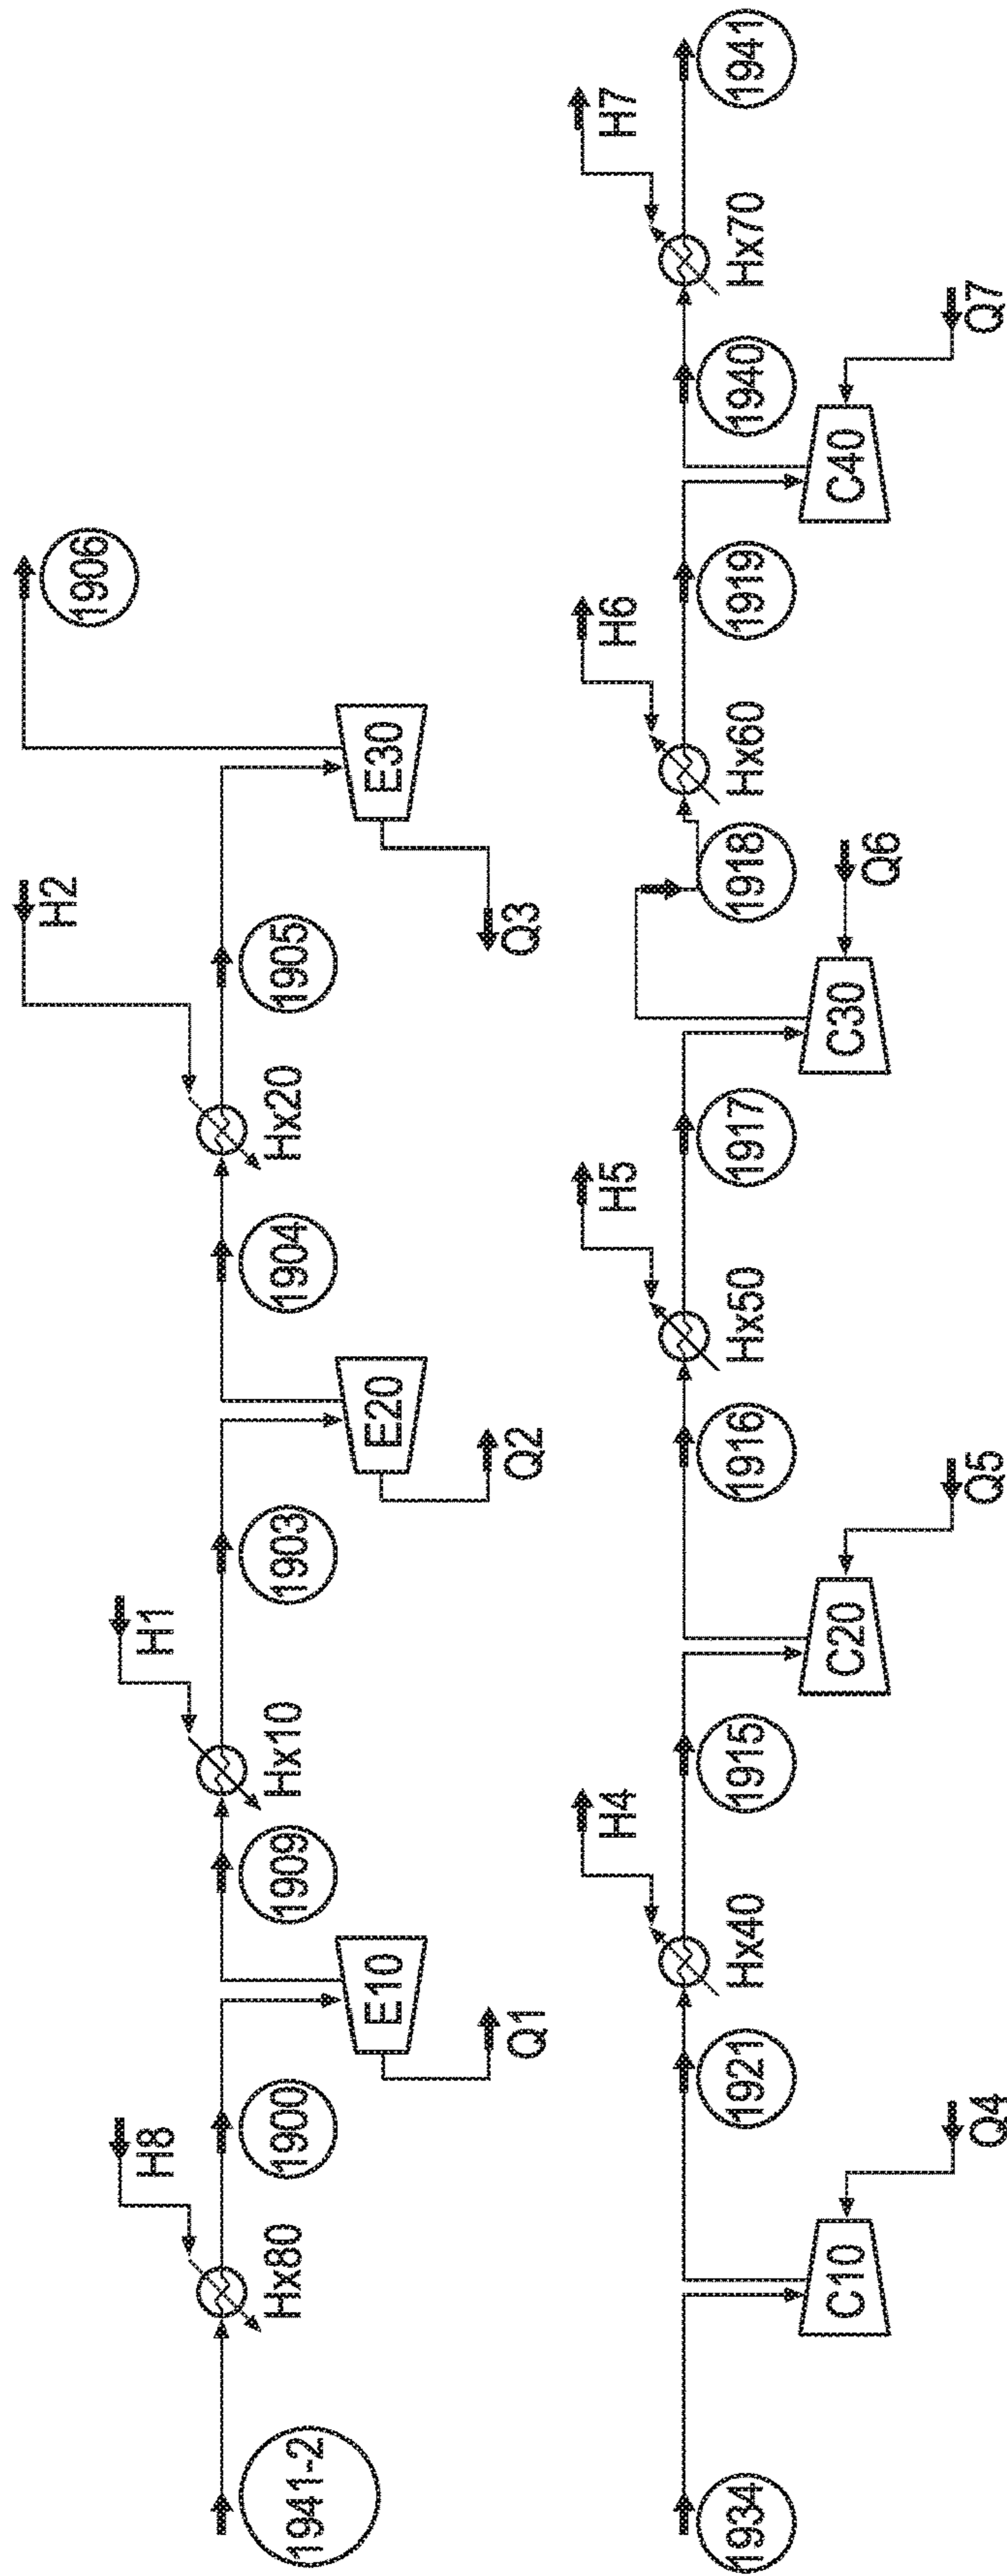 1941-2
Hx80
H8
1900
E10
Q1
1909
Hx10
H1
1903
E20
Q2
1904
Hx20
H2
1905
E30
Q3
1906
1934
C10
Q4
1921
Hx40
H4
1915
C20
Q5
1916
Hx50
H5
1917
C30
Q6
1918
Hx60
H6
1919
C40
Q7
1940
Hx70
H7
1941